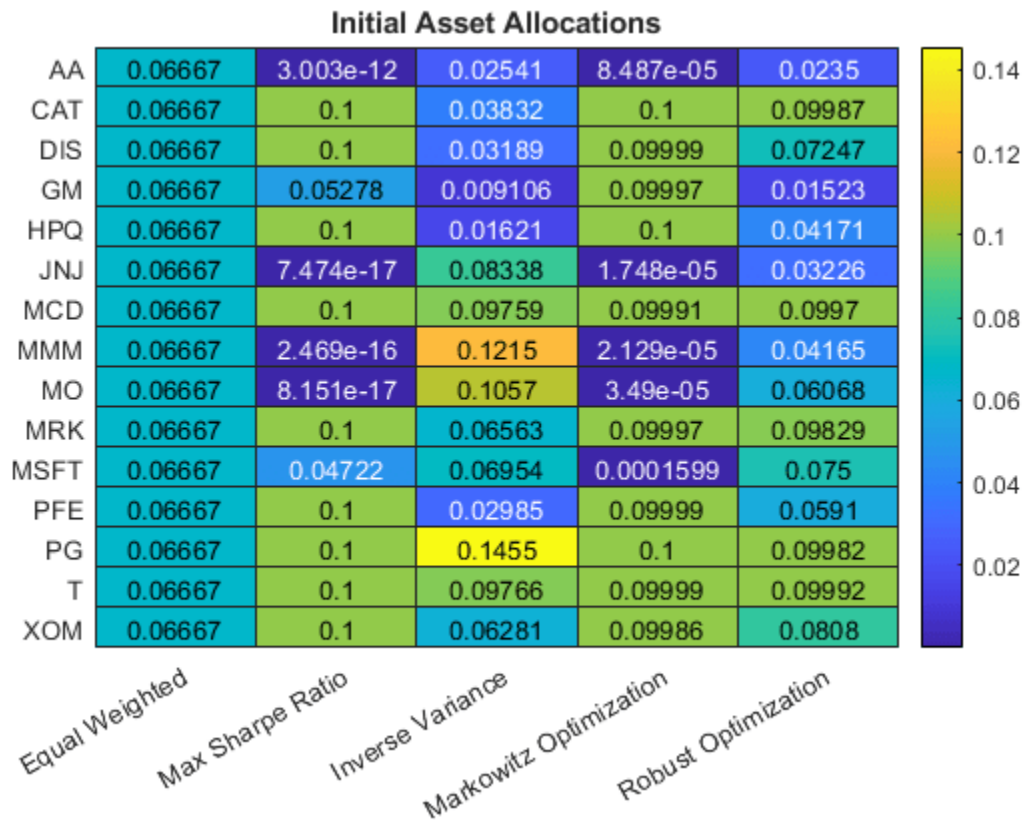 Initial Asset Allocations
AA 0.06667 3.003e-12 0.02541 8.487e-05 0.0235
CAT 0.06667 0.1 0.03832 0.1 0.09987
DIS 0.06667 0.1 0.03189 0.09999 0.07247
GM 0.06667 0.05278 0.009106 0.09997 0.01523
HPQ 0.06667 0.1 0.01621 0.1 0.04171
JNJ 0.06667 7.474e-17 0.08338 1.748e-05 0.03226
MCD 0.06667 0.1 0.09759 0.09991 0.0997
MMM 0.06667 2.469e-16 0.1215 2.129e-05 0.04165
MO 0.06667 8.151e-17 0.1057 3.49e-05 0.06068
MRK 0.06667 0.1 0.06563 0.09997 0.09829
MSFT 0.06667 0.04722 0.06954 0.0001599 0.075
PFE 0.06667 0.1 0.02985 0.09999 0.0591
PG 0.06667 0.1 0.1455 0.1 0.09982
T 0.06667 0.1 0.09766 0.09999 0.09992
XOM 0.06667 0.1 0.06281 0.09986 0.0808
Equal Weighted
Max Sharpe Ratio
Inverse Variance
Markowitz Optimization
Robust Optimization
0.14
0.12
0.1
0.08
0.06
0.04
0.02